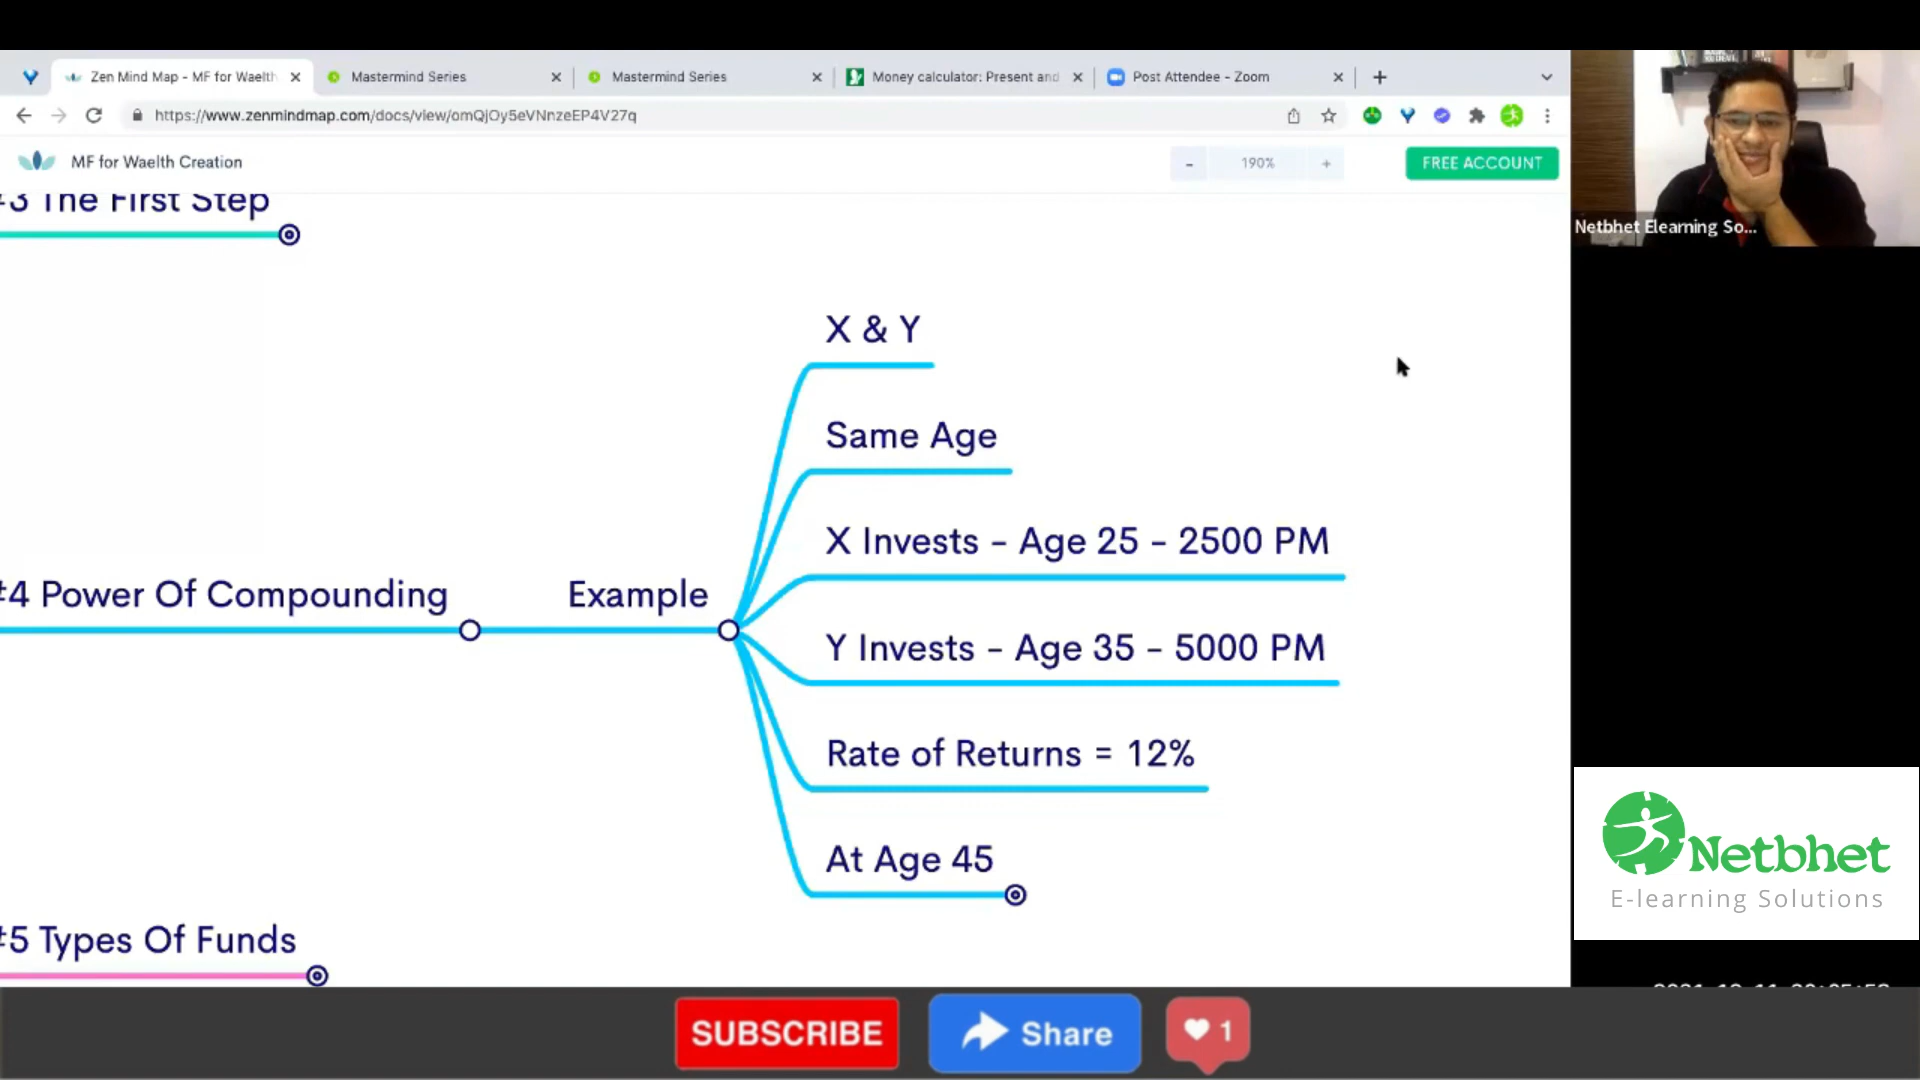 Zen Mind Map - MF for Waelth
Mastermind Series
Mastermind Series
Money calculator: Present and
Post Attendee - Zoom
https://www.zenmindmap.com/docs/view/omQjOy5eVNnzeEP4V27q
MF for Waelth Creation
- 190% +
FREE ACCOUNT
Netbhet Elearning So...
#3 The First Step
X & Y
Same Age
X Invests - Age 25 - 2500 PM
#4 Power Of Compounding
Example
Y Invests - Age 35 - 5000 PM
Rate of Returns = 12%
At Age 45
#5 Types Of Funds
Netbhet
E-learning Solutions
SUBSCRIBE
Share
1